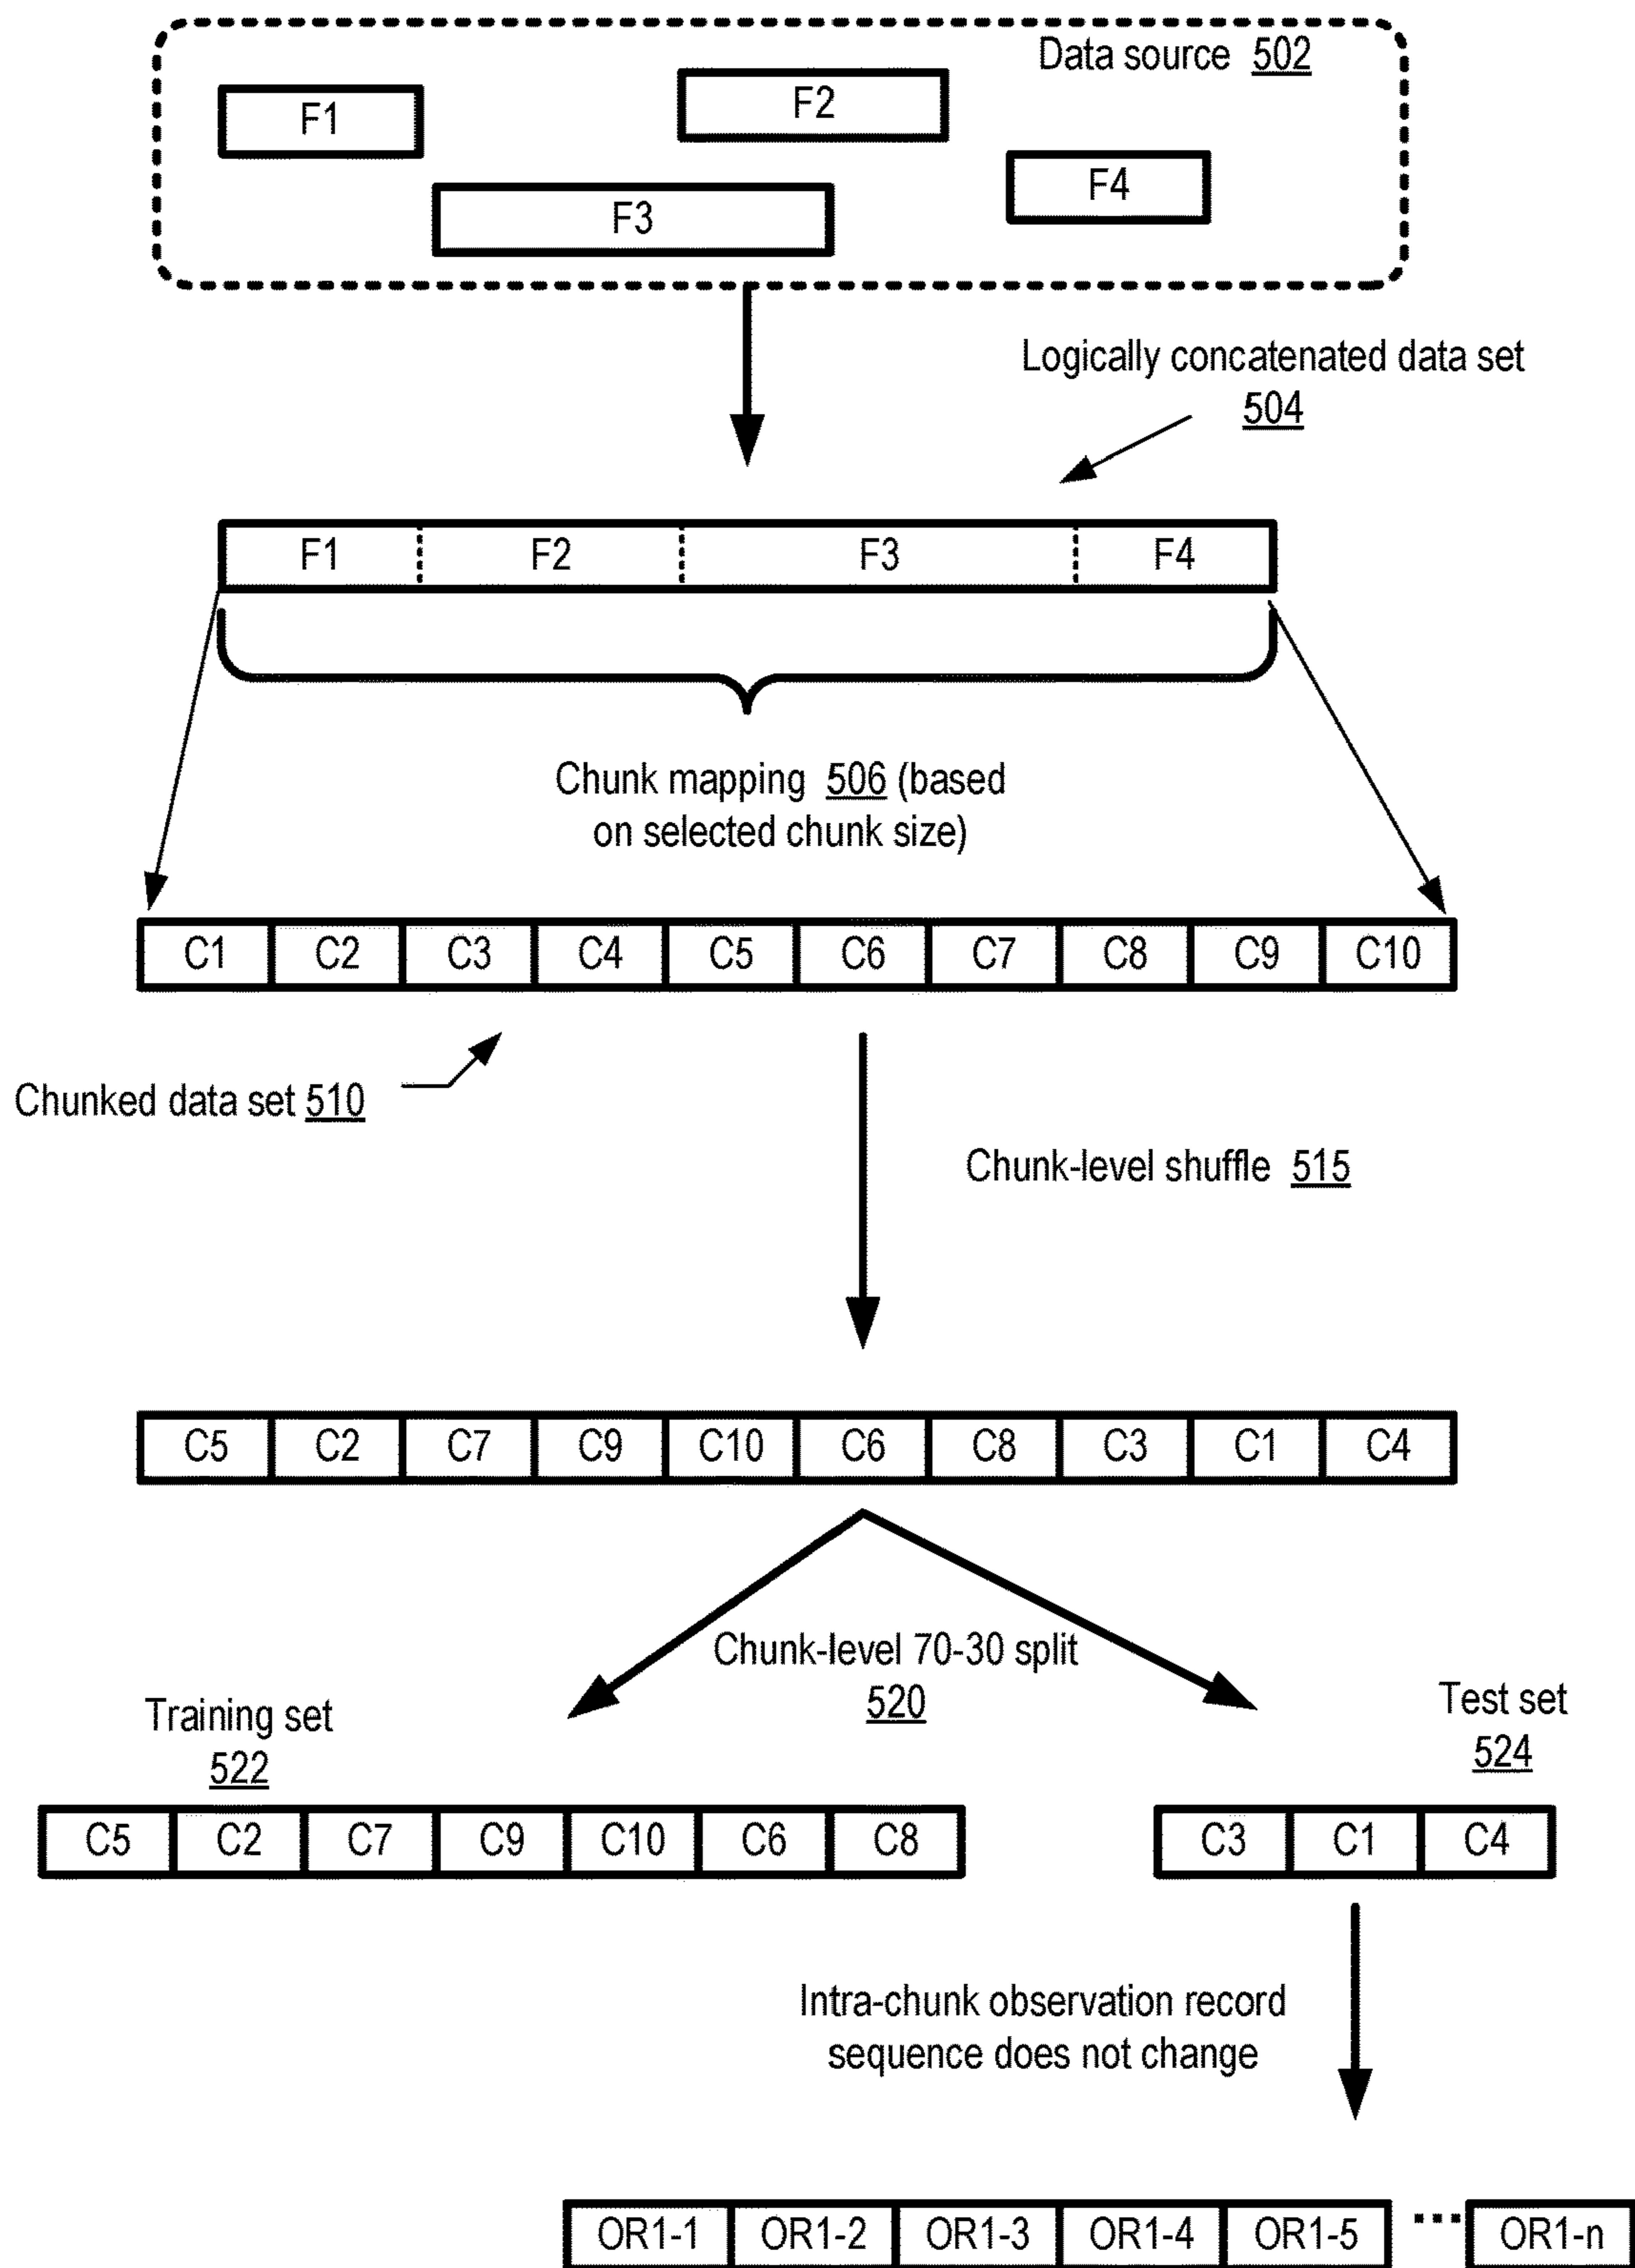 Data source 502
F1
F2
F3
F4
Logically concatenated data set
504
F1 F2 F3 F4
Chunk mapping 506 (based
on selected chunk size)
C1 C2 C3 C4 C5 C6 C7 C8 C9 C10
Chunked data set 510
Chunk-level shuffle 515
C5 C2 C7 C9 C10 C6 C8 C3 C1 C4
Chunk-level 70-30 split
520
Training set
522
Test set
524
C5 C2 C7 C9 C10 C6 C8
C3 C1 C4
Intra-chunk observation record
sequence does not change
OR1-1 OR1-2 OR1-3 OR1-4 OR1-5 ... OR1-n